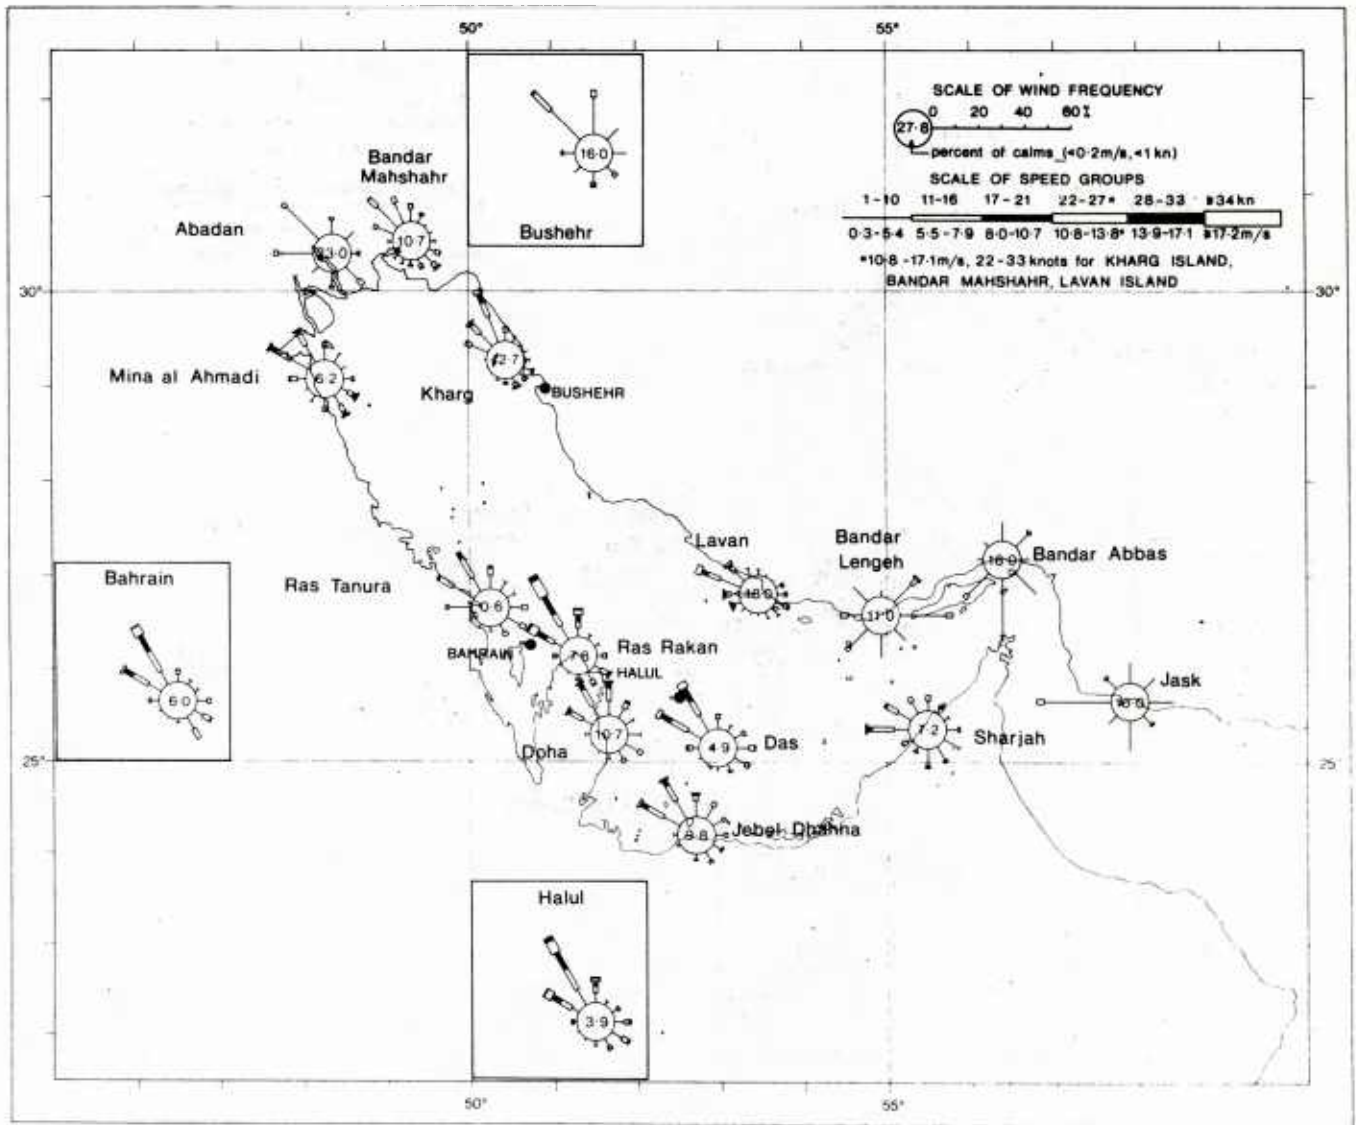 50°
55°
SCALE OF WIND FREQUENCY
0 20 40 60%
27·8
percent of calms (<0·2m/s, <1 kn)
SCALE OF SPEED GROUPS
1-10 11-16 17-21 22-27* 28-33 ≥34kn
0·3-5·4 5·5-7·9 8·0-10·7 10·8-13·8* 13·9-17·1 ≥17·2m/s
*10·8-17·1m/s, 22-33 knots for KHARG ISLAND,
BANDAR MAHSHAHR, LAVAN ISLAND
16·0
Bushehr
Bandar
Mahshahr
10·7
Abadan
30°
30°
Mina al Ahmadi
6·2
Kharg
BUSHEHR
Lavan
18·0
Bandar
Lengeh
11·0
16·0
Bandar Abbas
Bahrain
6·0
Ras Tanura
BAHRAIN
Ras Rakan
HALUL
Jask
Doha
10·7
4·9
Das
7·2
Sharjah
25°
25°
Jebel Dhanna
Halul
3·9
50°
55°